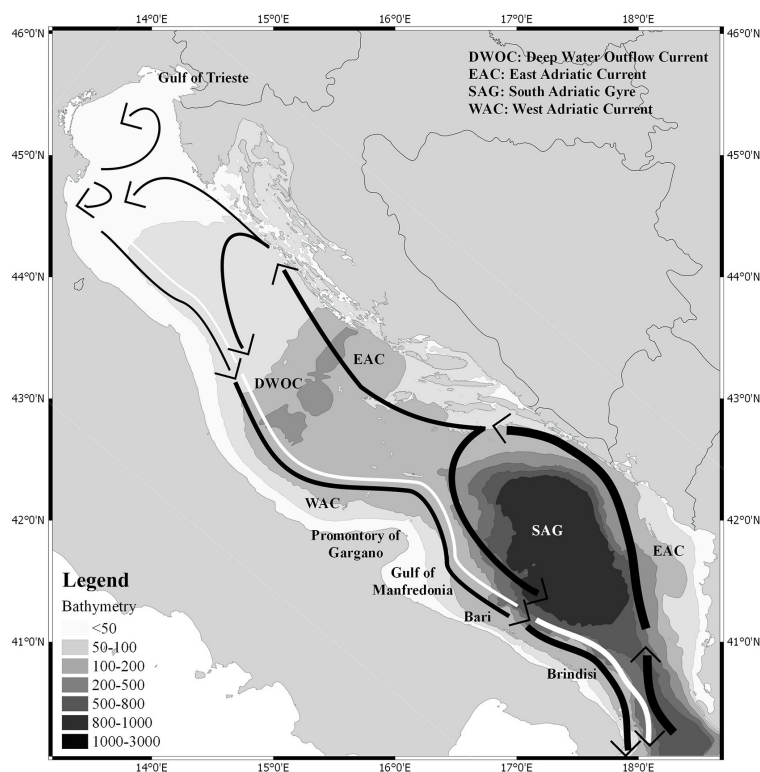 14°0'E 15°0'E 16°0'E 17°0'E 18°0'E
46°0'N 46°0'N
Gulf of Trieste
DWOC: Deep Water Outflow Current
EAC: East Adriatic Current
SAG: South Adriatic Gyre
WAC: West Adriatic Current
45°0'N 45°0'N
44°0'N 44°0'N
EAC
DWOC
43°0'N 43°0'N
WAC
42°0'N 42°0'N
Promontory of
Gargano
SAG
EAC
Gulf of
Manfredonia
Bari
Brindisi
41°0'N 41°0'N
Legend
Bathymetry
<50
50-100
100-200
200-500
500-800
800-1000
1000-3000
14°0'E 15°0'E 16°0'E 17°0'E 18°0'E